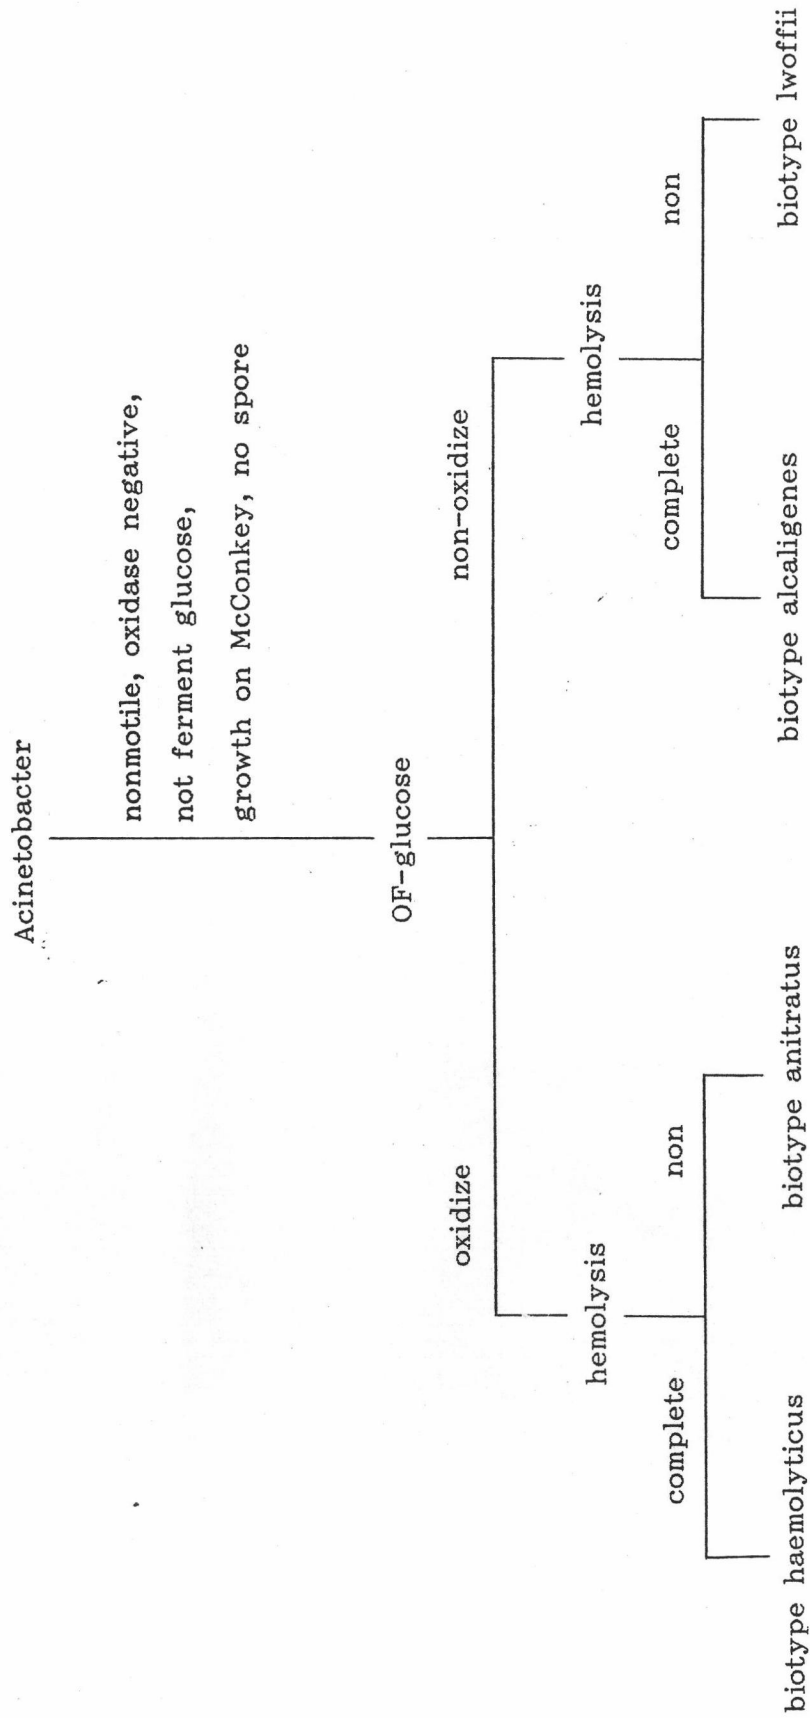 Acinetobacter
nonmotile, oxidase negative,
not ferment glucose,
growth on McConkey, no spore
OF-glucose
oxidize
non-oxidize
hemolysis
hemolysis
complete
non
complete
non
biotype haemolyticus
biotype anitratus
biotype alcaligenes
biotype lwoffii